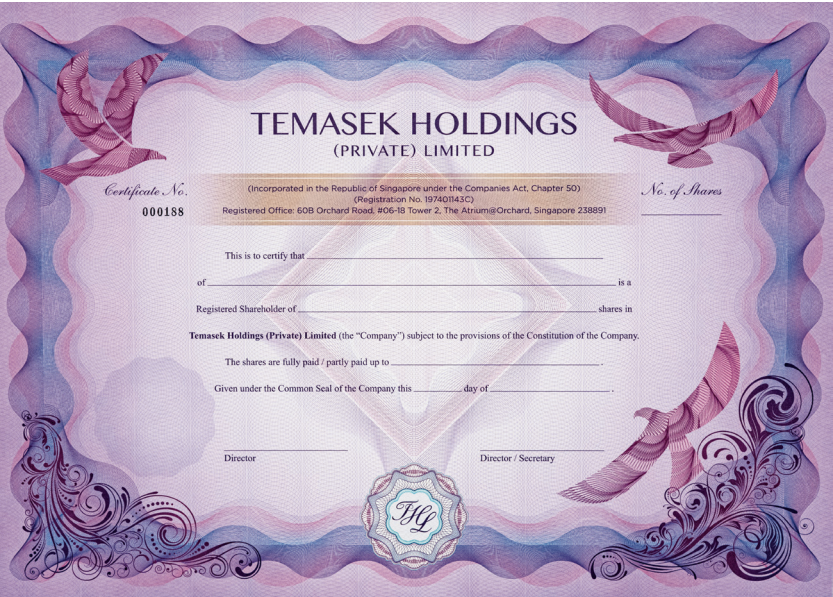 TEMASEK HOLDINGS
(PRIVATE) LIMITED
Certificate No.
000188
(Incorporated in the Republic of Singapore under the Companies Act, Chapter 50)
(Registration No. 197401143C)
Registered Office: 60B Orchard Road, #06-18 Tower 2, The Atrium@Orchard, Singapore 238891
No. of Shares
This is to certify that
of is a
Registered Shareholder of shares in
Temasek Holdings (Private) Limited (the “Company”) subject to the provisions of the Constitution of the Company.
The shares are fully paid / partly paid up to .
Given under the Common Seal of the Company this day of .
Director
Director / Secretary
THL